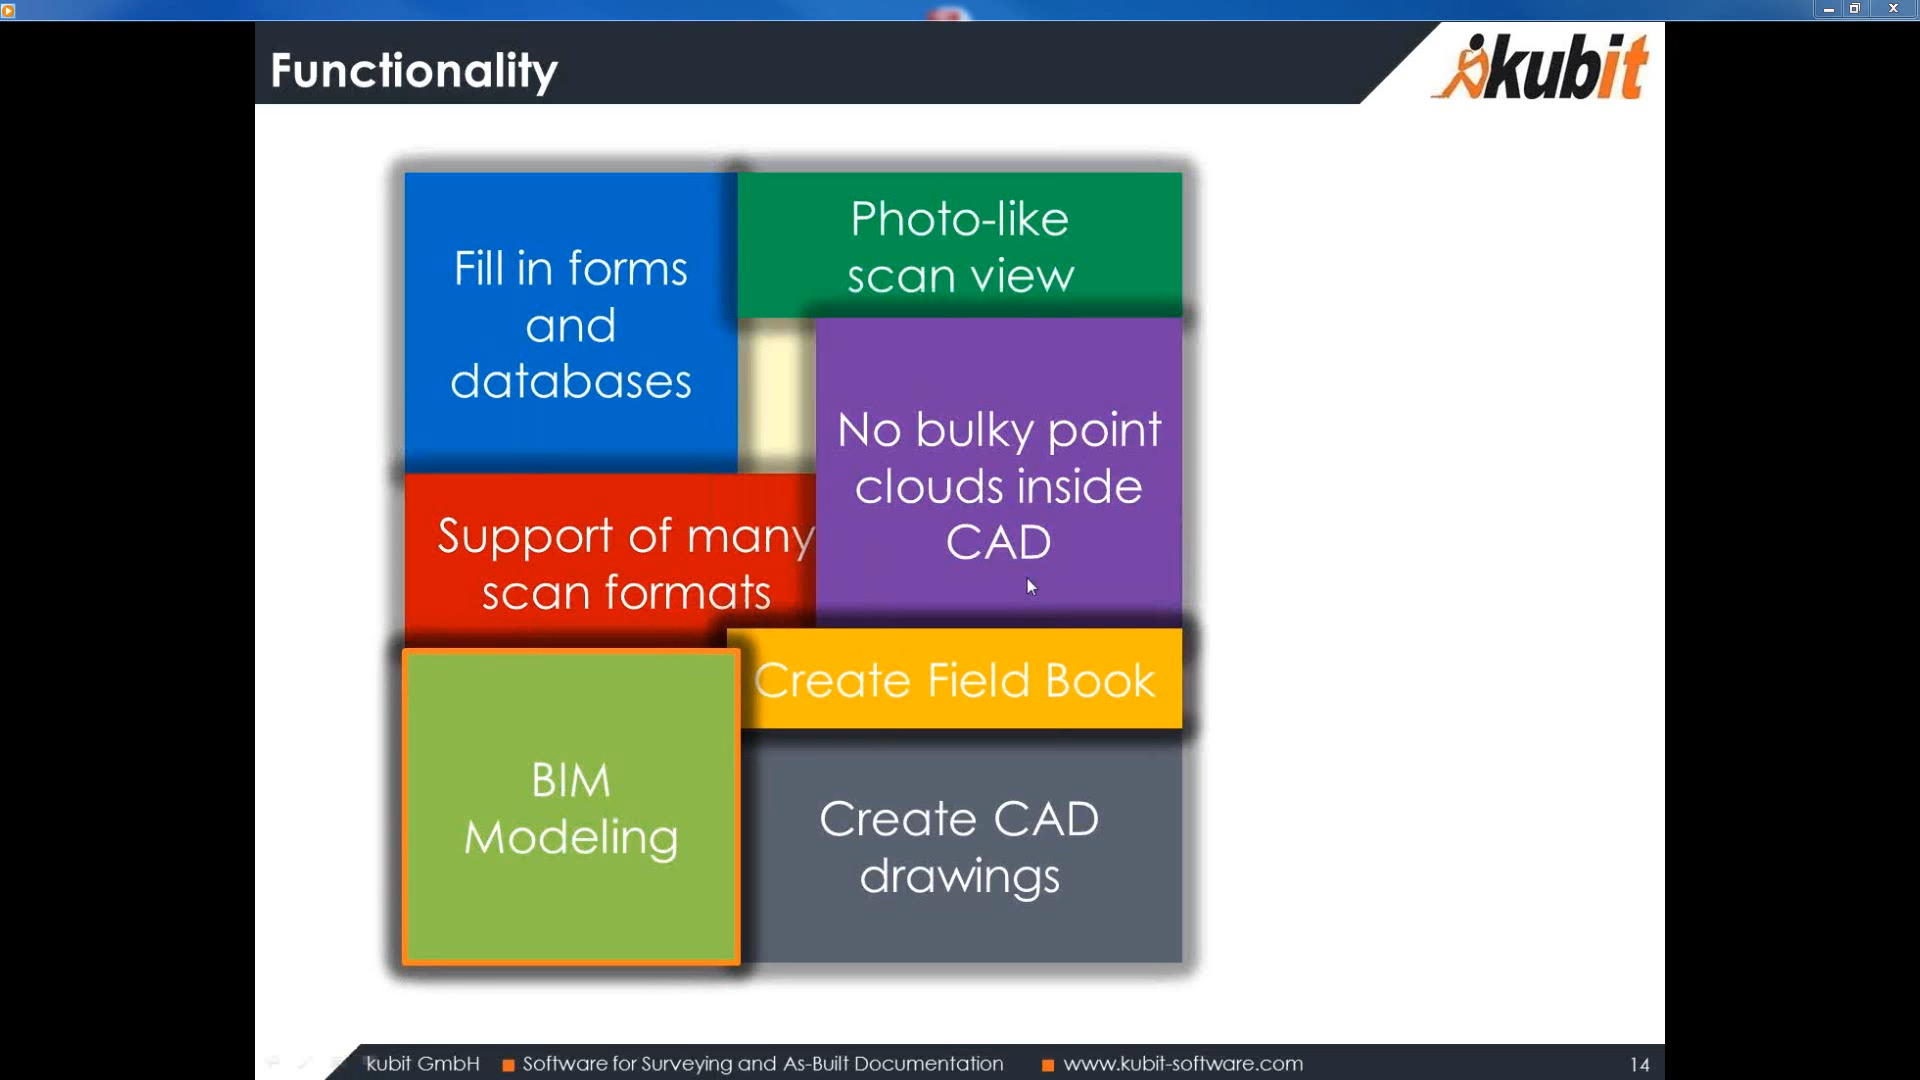 Functionality
kubit
Fill in forms
and
databases
Photo-like
scan view
No bulky point
clouds inside
CAD
Support of many
scan formats
Create Field Book
BIM
Modeling
Create CAD
drawings
kubit GmbH Software for Surveying and As-Built Documentation www.kubit-software.com 14